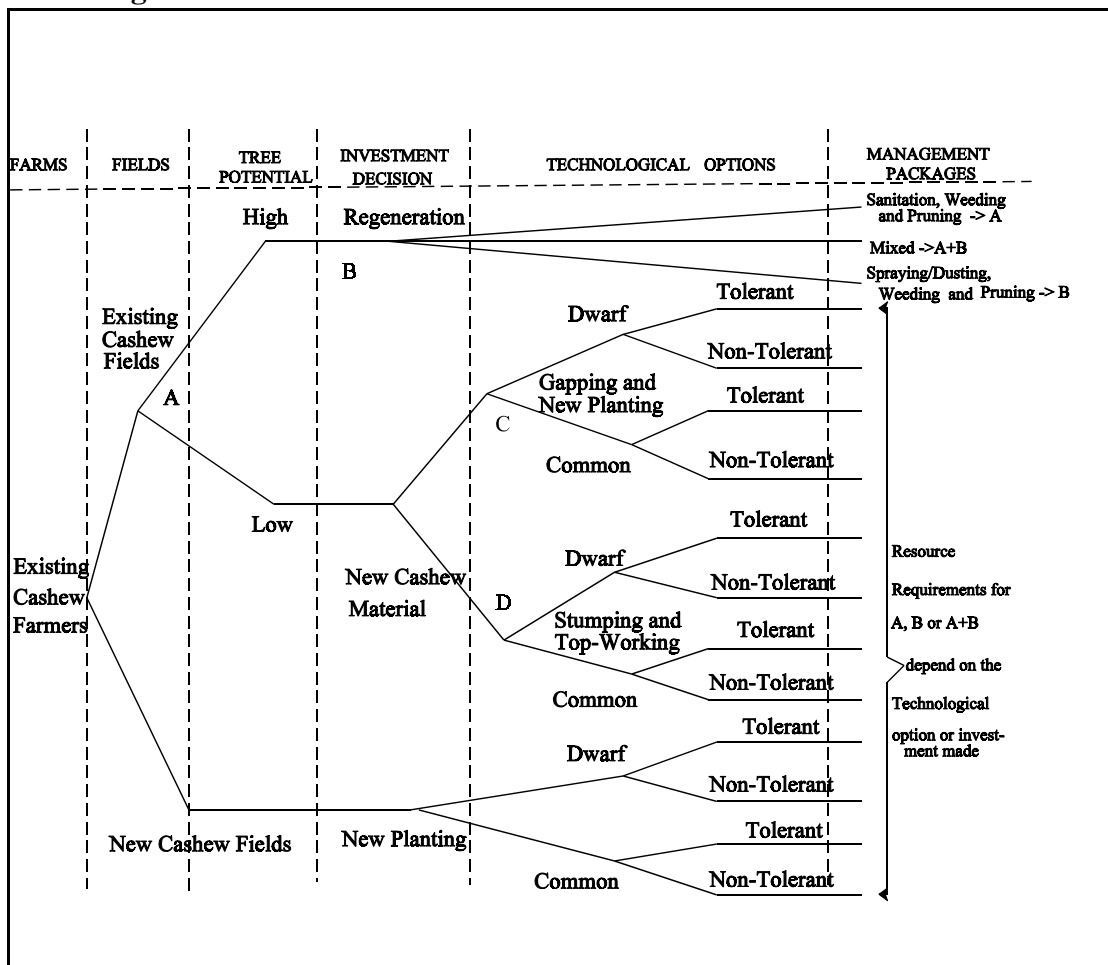 FARMS
FIELDS
TREE
POTENTIAL
INVESTMENT
DECISION
TECHNOLOGICAL OPTIONS
MANAGEMENT
PACKAGES
High
Regeneration
Sanitation, Weeding
and Pruning -> A
Mixed ->A+B
B
Spraying/Dusting,
Weeding and Pruning -> B
Tolerant
Dwarf
Existing
Cashew
Fields
Non-Tolerant
A
Gapping and
New Planting
Tolerant
C
Common
Non-Tolerant
Low
Tolerant
Existing
Cashew
Farmers
New Cashew
Material
Dwarf
Non-Tolerant
D
Stumping and
Top-Working
Tolerant
Common
Non-Tolerant
Resource
Requirements for
A, B or A+B
depend on the
Technological
option or invest-
ment made
Tolerant
Dwarf
Non-Tolerant
New Cashew Fields
New Planting
Tolerant
Common
Non-Tolerant